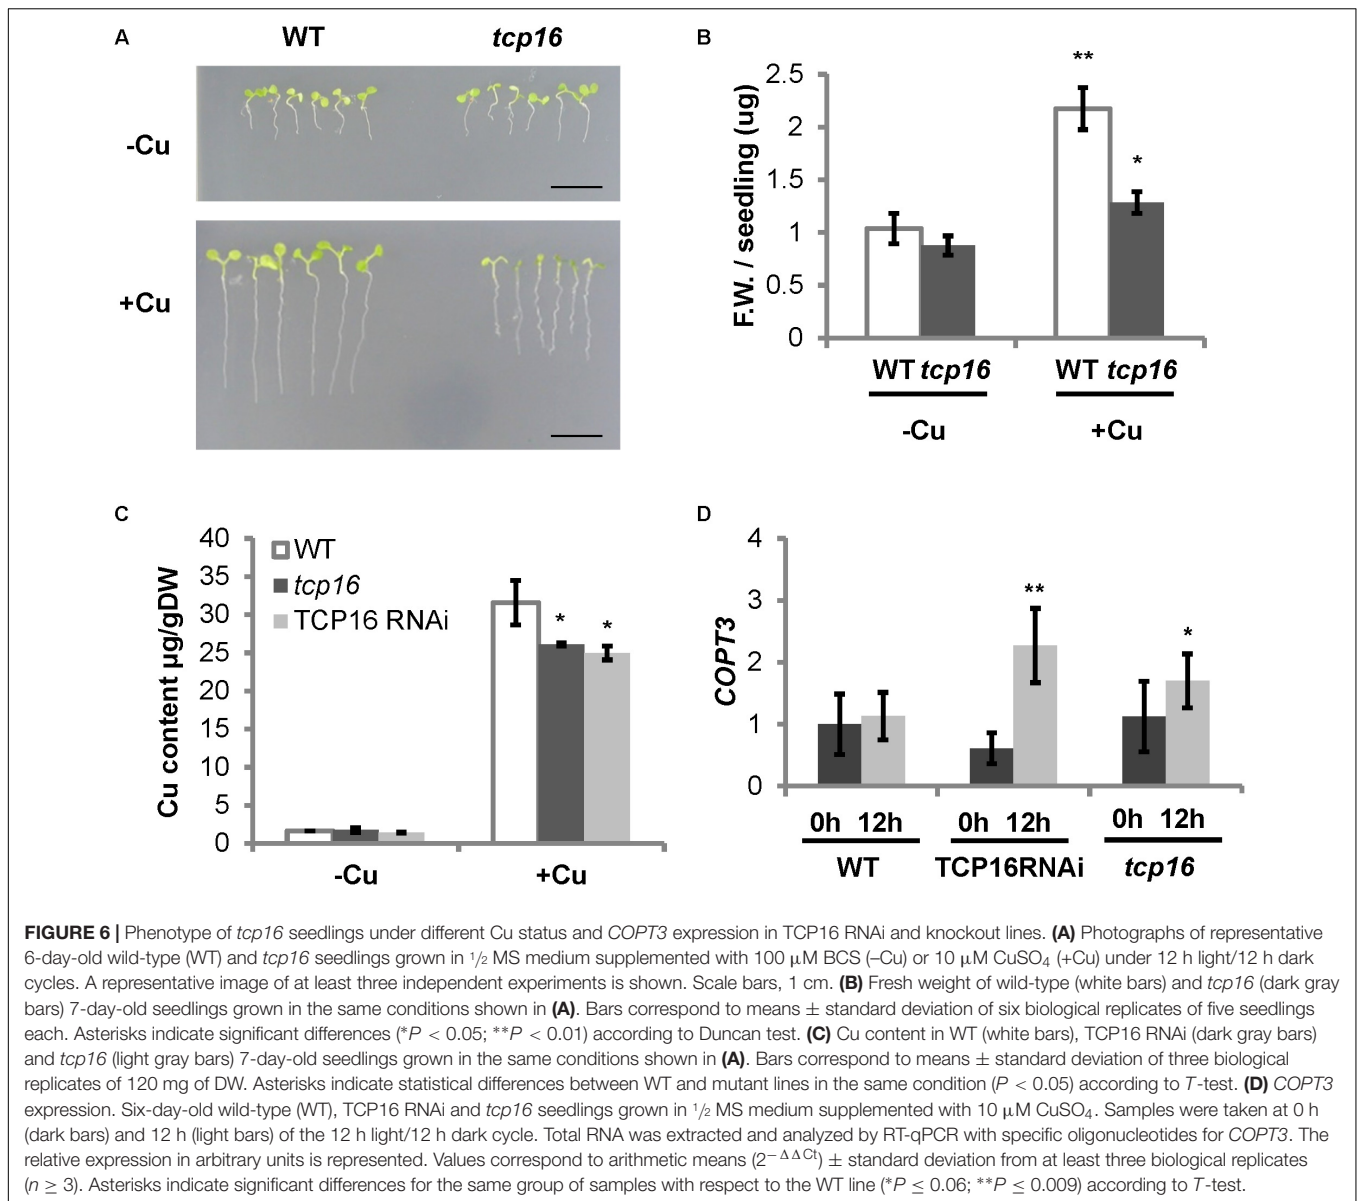 A
WT
tcp16
-Cu
+Cu
B
F.W. / seedling (ug)
2.5
2
1.5
1
0.5
0
**
*
WT tcp16
WT tcp16
-Cu
+Cu
C
Cu content µg/gDW
40
35
30
25
20
15
10
5
0
WT
tcp16
TCP16 RNAi
*
*
-Cu
+Cu
D
COPT3
4
3
2
1
0
**
*
0h 12h
0h 12h
0h 12h
WT
TCP16RNAi
tcp16
FIGURE 6 | Phenotype of tcp16 seedlings under different Cu status and COPT3 expression in TCP16 RNAi and knockout lines. (A) Photographs of representative
6-day-old wild-type (WT) and tcp16 seedlings grown in 1/2 MS medium supplemented with 100 µM BCS (–Cu) or 10 µM CuSO4 (+Cu) under 12 h light/12 h dark
cycles. A representative image of at least three independent experiments is shown. Scale bars, 1 cm. (B) Fresh weight of wild-type (white bars) and tcp16 (dark gray
bars) 7-day-old seedlings grown in the same conditions shown in (A). Bars correspond to means ± standard deviation of six biological replicates of five seedlings
each. Asterisks indicate significant differences (*P < 0.05; **P < 0.01) according to Duncan test. (C) Cu content in WT (white bars), TCP16 RNAi (dark gray bars)
and tcp16 (light gray bars) 7-day-old seedlings grown in the same conditions shown in (A). Bars correspond to means ± standard deviation of three biological
replicates of 120 mg of DW. Asterisks indicate statistical differences between WT and mutant lines in the same condition (P < 0.05) according to T-test. (D) COPT3
expression. Six-day-old wild-type (WT), TCP16 RNAi and tcp16 seedlings grown in 1/2 MS medium supplemented with 10 µM CuSO4. Samples were taken at 0 h
(dark bars) and 12 h (light bars) of the 12 h light/12 h dark cycle. Total RNA was extracted and analyzed by RT-qPCR with specific oligonucleotides for COPT3. The
relative expression in arbitrary units is represented. Values correspond to arithmetic means (2−ΔΔCt) ± standard deviation from at least three biological replicates
(n ≥ 3). Asterisks indicate significant differences for the same group of samples with respect to the WT line (*P ≤ 0.06; **P ≤ 0.009) according to T-test.